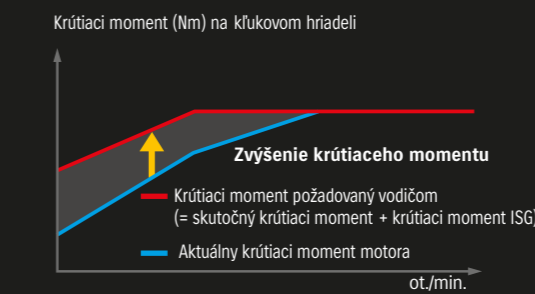 Krútiaci moment (Nm) na kľukovom hriadeli
Zvýšenie krútiaceho momentu
Krútiaci moment požadovaný vodičom
(= skutočný krútiaci moment + krútiaci moment ISG)
Aktuálny krútiaci moment motora
ot./min.